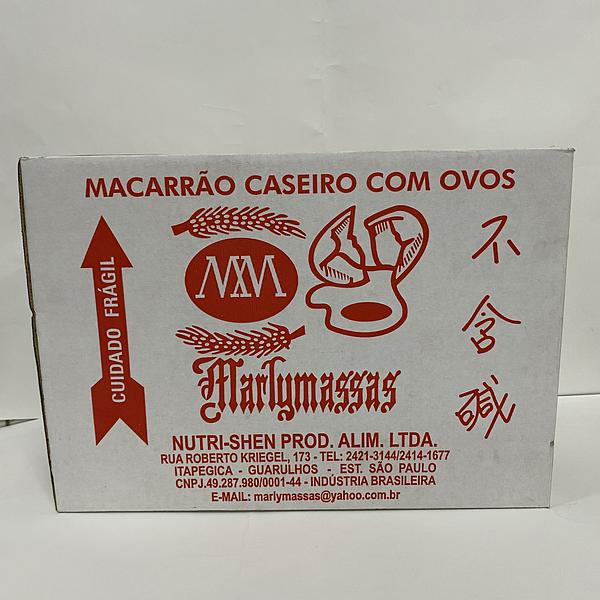 MACARRÃO CASEIRO COM OVOS
CUIDADO FRÁGIL
MM
不
含
碱
Marlymassas
NUTRI-SHEN PROD. ALIM. LTDA.
RUA ROBERTO KRIEGEL, 173 - TEL: 2421-3144/2414-1677
ITAPEGICA - GUARULHOS - EST. SÃO PAULO
CNPJ.49.287.980/0001-44 - INDÚSTRIA BRASILEIRA
E-MAIL: marlymassas@yahoo.com.br